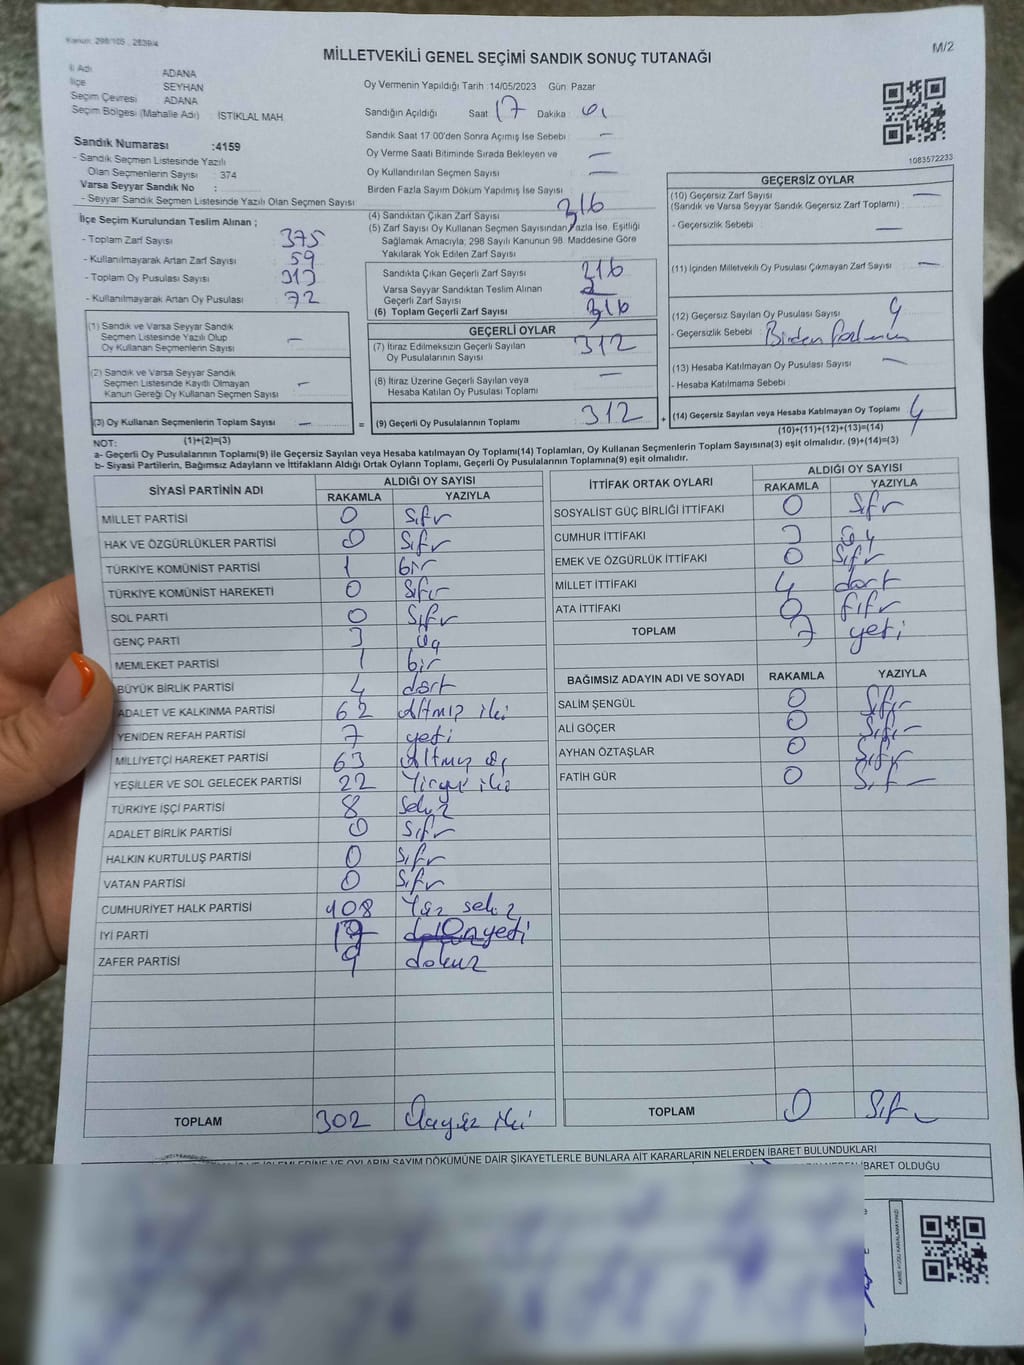 Kanun: 298/105 , 2839/4
M/2
MİLLETVEKİLİ GENEL SEÇİMİ SANDIK SONUÇ TUTANAĞI
İl Adı ADANA
İlçe SEYHAN
Seçim Çevresi ADANA
Seçim Bölgesi (Mahalle Adı) : İSTİKLAL MAH.
Sandık Numarası :4159
- Sandık Seçmen Listesinde Yazılı
Olan Seçmenlerin Sayısı : 374
Varsa Seyyar Sandık No :
- Seyyar Sandık Seçmen Listesinde Yazılı Olan Seçmen Sayısı
Oy Vermenin Yapıldığı Tarih :14/05/2023 Gün: Pazar
Sandığın Açıldığı Saat 17 Dakika
Sandık Saat 17.00'den Sonra Açımış İse Sebebi : —
Oy Verme Saati Bitiminde Sırada Bekleyen ve —
Oy Kullandırılan Seçmen Sayısı —
Birden Fazla Sayım Döküm Yapılmış İse Sayısı :
1083572233
İlçe Seçim Kurulundan Teslim Alınan ;
- Toplam Zarf Sayısı : 375
- Kullanılmayarak Artan Zarf Sayısı : 59
- Toplam Oy Pusulası Sayısı :
- Kullanılmayarak Artan Oy Pusulası : 72
(1) Sandık ve Varsa Seyyar Sandık
Seçmen Listesinde Yazılı Olup —
Oy Kullanan Seçmenlerin Sayısı
(2) Sandık ve Varsa Seyyar Sandık
Seçmen Listesinde Kayıtlı Olmayan —
Kanun Gereği Oy Kullanan Seçmen Sayısı
(3) Oy Kullanan Seçmenlerin Toplam Sayısı —
(1)+(2)=(3)
(4) Sandıktan Çıkan Zarf Sayısı 316
(5) Zarf Sayısı Oy Kullanan Seçmen Sayısından Fazla İse, Eşitliği
Sağlamak Amacıyla, 298 Sayılı Kanunun 98. Maddesine Göre
Yakılarak Yok Edilen Zarf Sayısı
Sandıkta Çıkan Geçerli Zarf Sayısı 316
Varsa Seyyar Sandıktan Teslim Alınan
Geçerli Zarf Sayısı
(6) Toplam Geçerli Zarf Sayısı 316
GEÇERLİ OYLAR
(7) İtiraz Edilmeksizin Geçerli Sayılan 312
Oy Pusulalarının Sayısı
(8) İtiraz Üzerine Geçerli Sayılan veya —
Hesaba Katılan Oy Pusulası Toplamı
= (9) Geçerli Oy Pusulalarının Toplamı 312 +
GEÇERSİZ OYLAR
(10) Geçersiz Zarf Sayısı —
(Sandık ve Varsa Seyyar Sandık Geçersiz Zarf Toplamı) :
- Geçersizlik Sebebi : —
(11) İçinden Milletvekili Oy Pusulası Çıkmayan Zarf Sayısı : —
(12) Geçersiz Sayılan Oy Pusulası Sayısı : 4
- Geçersizlik Sebebi : Birden
(13) Hesaba Katılmayan Oy Pusulası Sayısı : —
- Hesaba Katılmama Sebebi :
(14) Geçersiz Sayılan veya Hesaba Katılmayan Oy Toplamı 4
(10)+(11)+(12)+(13)=(14)
NOT:
a- Geçerli Oy Pusulalarının Toplamı(9) ile Geçersiz Sayılan veya Hesaba katılmayan Oy Toplamı(14) Toplamları, Oy Kullanan Seçmenlerin Toplam Sayısına(3) eşit olmalıdır. (9)+(14)=(3)
b- Siyasi Partilerin, Bağımsız Adayların ve İttifakların Aldığı Ortak Oyların Toplamı, Geçerli Oy Pusulalarının Toplamına(9) eşit olmalıdır.
SİYASİ PARTİNİN ADI ALDIĞI OY SAYISI
RAKAMLA YAZIYLA
MİLLET PARTİSİ 0 Sıfır
HAK VE ÖZGÜRLÜKLER PARTİSİ 0 Sıfır
TÜRKİYE KOMÜNİST PARTİSİ 1 bir
TÜRKİYE KOMÜNİST HAREKETİ 0 Sıfır
SOL PARTİ 0 Sıfır
GENÇ PARTİ 3 üç
MEMLEKET PARTİSİ 1 bir
BÜYÜK BİRLİK PARTİSİ 4 dört
ADALET VE KALKINMA PARTİSİ 62 Altmış iki
YENİDEN REFAH PARTİSİ 7 yedi
MİLLİYETÇİ HAREKET PARTİSİ 63 Altmış üç
YEŞİLLER VE SOL GELECEK PARTİSİ 22 Yirmi iki
TÜRKİYE İŞÇİ PARTİSİ 8 sekiz
ADALET BİRLİK PARTİSİ 0 Sıfır
HALKIN KURTULUŞ PARTİSİ 0 Sıfır
VATAN PARTİSİ 0 Sıfır
CUMHURİYET HALK PARTİSİ 108 Yüz sekiz
İYİ PARTİ 17 Onyedi
ZAFER PARTİSİ 9 dokuz
TOPLAM 302 Üçyüz iki
İTTİFAK ORTAK OYLARI ALDIĞI OY SAYISI
RAKAMLA YAZIYLA
SOSYALİST GÜÇ BİRLİĞİ İTTİFAKI 0 Sıfır
CUMHUR İTTİFAKI 3 üç
EMEK VE ÖZGÜRLÜK İTTİFAKI 0 Sıfır
MİLLET İTTİFAKI 4 dört
ATA İTTİFAKI 0 Sıfır
TOPLAM 7 yedi
BAĞIMSIZ ADAYIN ADI VE SOYADI RAKAMLA YAZIYLA
SALİM ŞENGÜL 0 Sıfır
ALİ GÖÇER 0 Sıfır
AYHAN ÖZTAŞLAR 0 Sıfır
FATİH GÜR 0 Sıfır
TOPLAM 0 Sıfır
İŞLEMLERİNE VE OYLARIN SAYIM DÖKÜMÜNE DAİR ŞİKAYETLERLE BUNLARA AİT KARARLARIN NELERDEN İBARET BULUNDUKLARI
NEDEN İBARET OLDUĞU
KARE KODU KARALAMAYINIZ